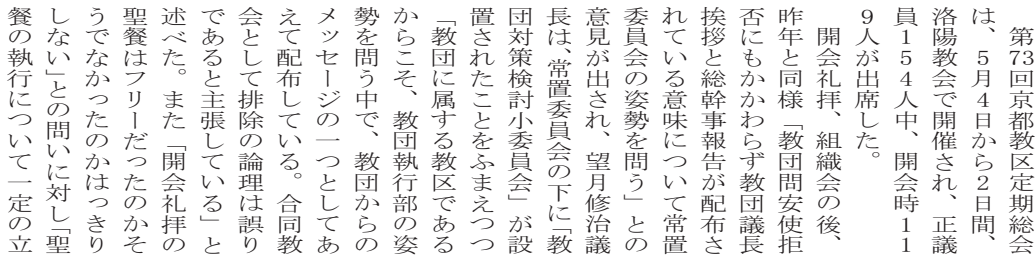 第73回京都教区定期総会
は、５月４日から２日間、
洛陽教会で開催され、正議
員１５４人中、開会時１１
９人が出席した。
　開会礼拝、組織会の後、
昨年と同様「教団問安使拒
否にもかかわらず教団議長
挨拶と総幹事報告が配布さ
れている意味について常置
委員会の姿勢を問う」との
意見が出され、望月修治議
長は、常置委員会の下に「教
団対策検討小委員会」が設
置されたことをふまえつつ
「教団に属する教区である
からこそ、教団執行部の姿
勢を問う中で、教団からの
メッセージの一つとしてあ
えて配布している。合同教
会として排除の論理は誤り
であると主張している」と
述べた。また「開会礼拝の
聖餐はフリーだったのかそ
うでなかったのかはっきり
しない」との問いに対し「聖
餐の執行について一定の立